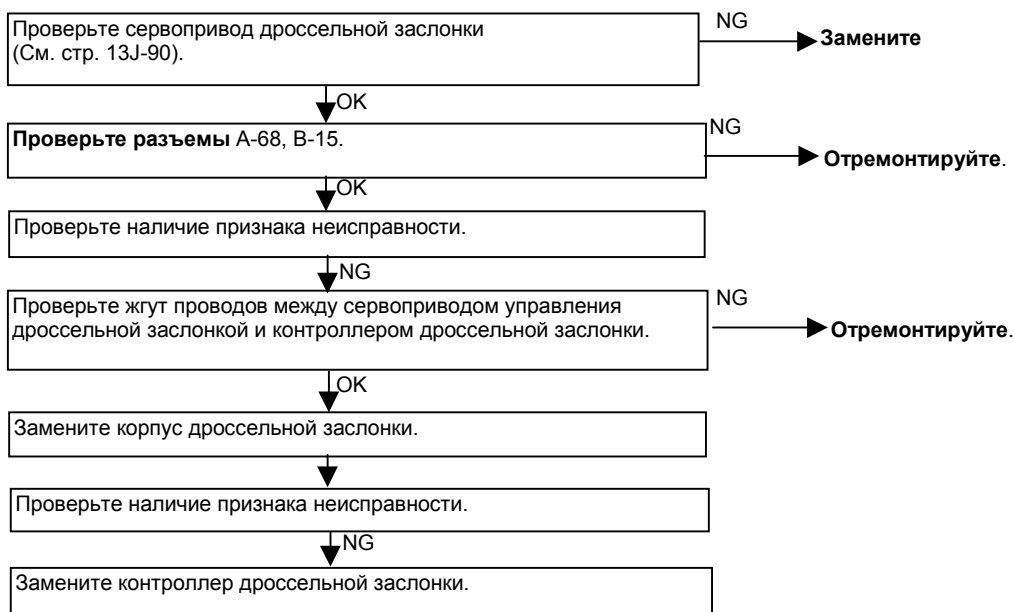 Проверьте сервопривод дроссельной заслонки
(См. стр. 13J-90).
NG
Замените
OK
Проверьте разъемы А-68, В-15.
NG
Отремонтируйте.
OK
Проверьте наличие признака неисправности.
NG
Проверьте жгут проводов между сервоприводом управления
дроссельной заслонкой и контроллером дроссельной заслонки.
NG
Отремонтируйте.
OK
Замените корпус дроссельной заслонки.
Проверьте наличие признака неисправности.
NG
Замените контроллер дроссельной заслонки.